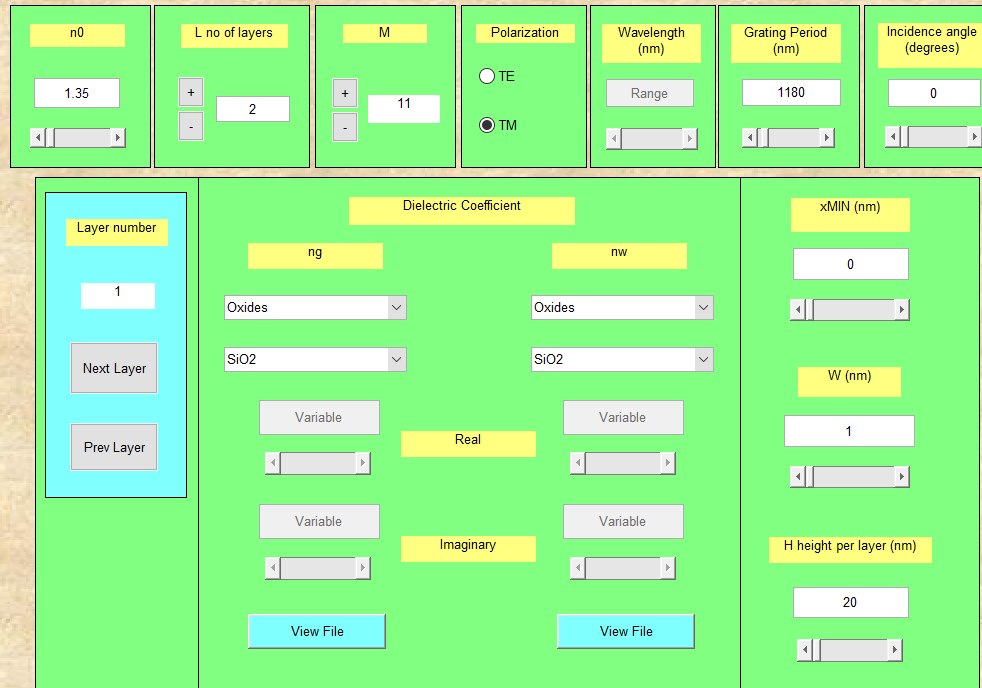 n0
L no of layers
M
Polarization
Wavelength
(nm)
Grating Period
(nm)
Incidence angle
(degrees)
1.35
+
-
2
+
-
11
TE
TM
Range
1180
0
Layer number
1
Next Layer
Prev Layer
Dielectric Coefficient
ng
nw
Oxides
Oxides
SiO2
SiO2
Variable
Variable
Real
Variable
Variable
Imaginary
View File
View File
xMIN (nm)
0
W (nm)
1
H height per layer (nm)
20